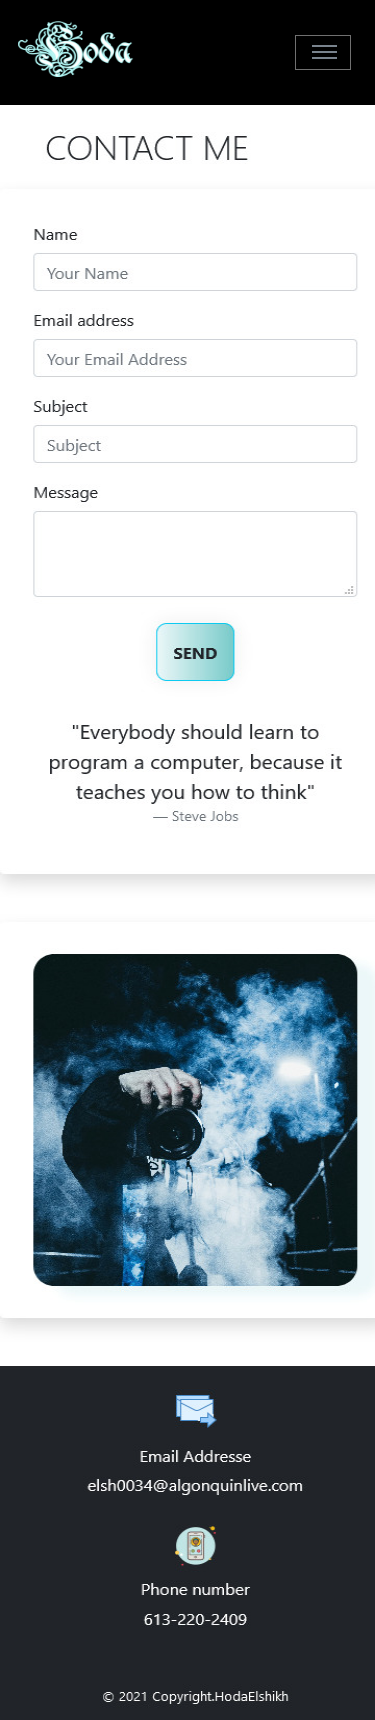 Hoda
CONTACT ME
Name
Your Name
Email address
Your Email Address
Subject
Subject
Message
SEND
"Everybody should learn to
program a computer, because it
teaches you how to think"
— Steve Jobs
Email Addresse
elsh0034@algonquinlive.com
Phone number
613-220-2409
© 2021 Copyright.HodaElshikh